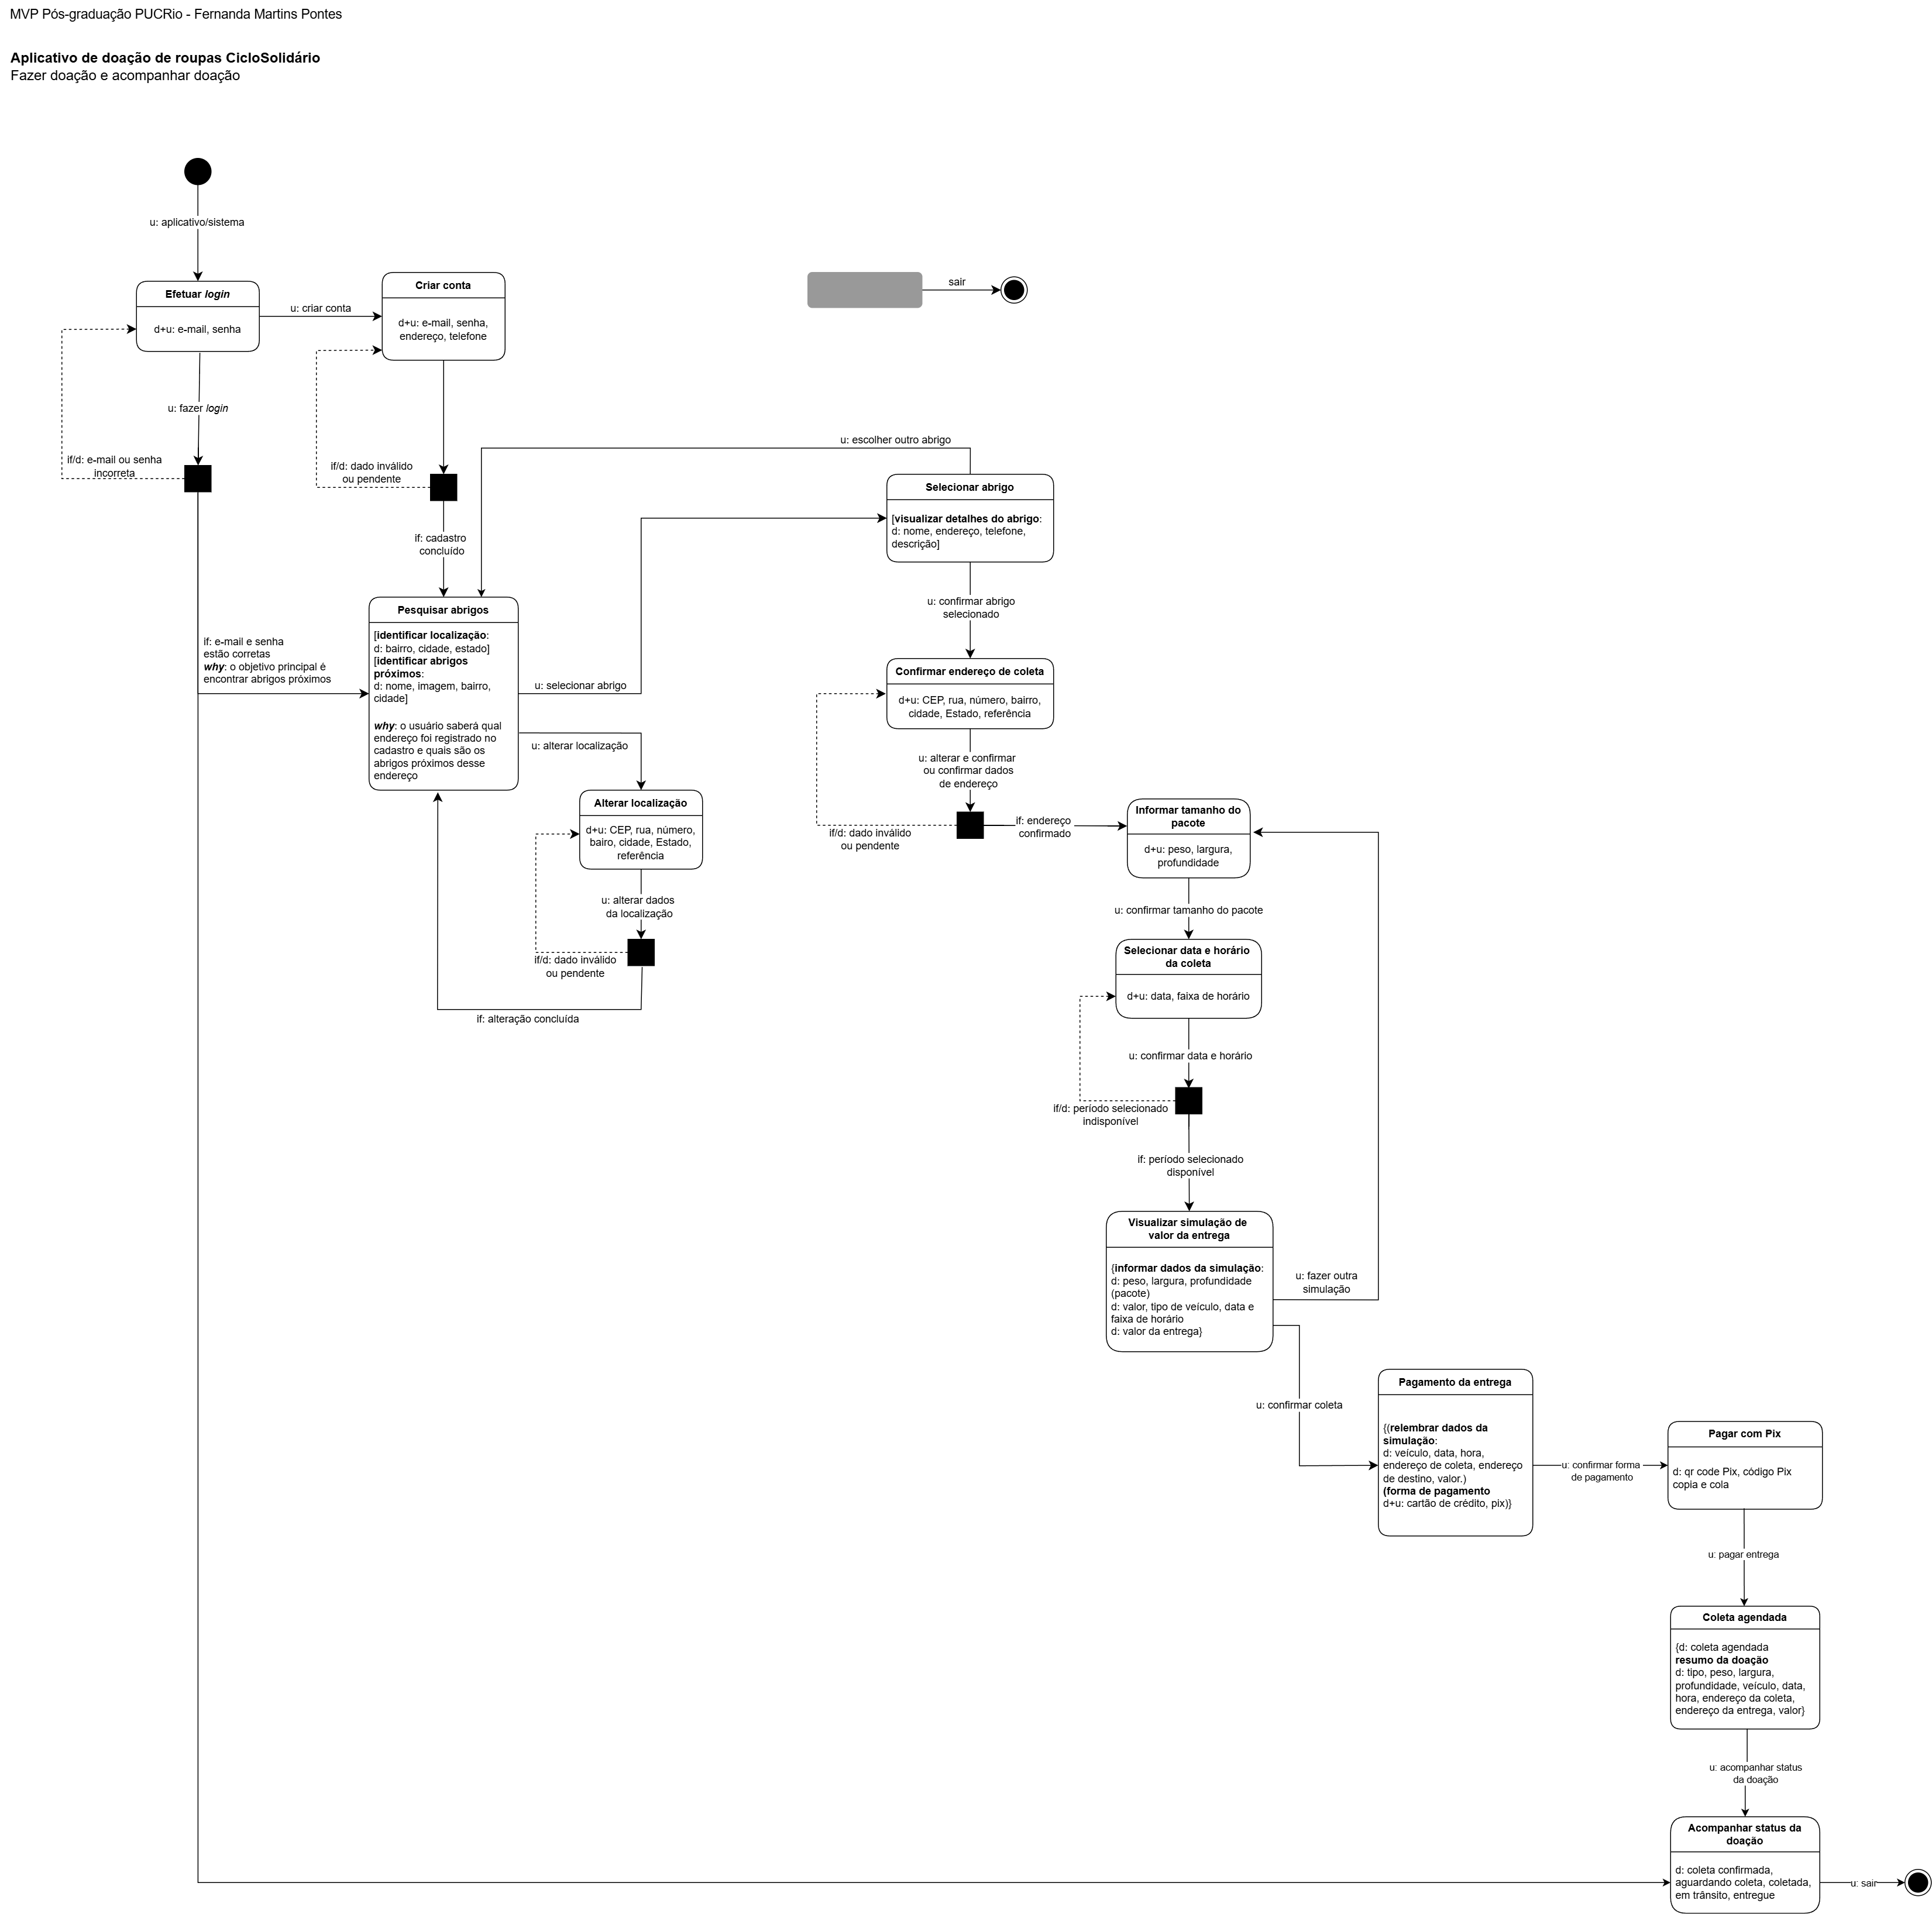 MVP Pós-graduação PUCRio - Fernanda Martins Pontes
Aplicativo de doação de roupas CicloSolidário
Fazer doação e acompanhar doação
u: aplicativo/sistema
Efetuar login
d+u: e-mail, senha
u: criar conta
Criar conta
d+u: e-mail, senha,
endereço, telefone
sair
u: fazer login
if/d: e-mail ou senha
incorreta
if/d: dado inválido
ou pendente
if: cadastro
concluído
u: escolher outro abrigo
Selecionar abrigo
[visualizar detalhes do abrigo:
d: nome, endereço, telefone,
descrição]
u: confirmar abrigo
selecionado
if: e-mail e senha
estão corretas
why: o objetivo principal é
encontrar abrigos próximos
Pesquisar abrigos
[identificar localização:
d: bairro, cidade, estado]
[identificar abrigos
próximos:
d: nome, imagem, bairro,
cidade]
why: o usuário saberá qual
endereço foi registrado no
cadastro e quais são os
abrigos próximos desse
endereço
u: selecionar abrigo
u: alterar localização
Alterar localização
d+u: CEP, rua, número,
bairo, cidade, Estado,
referência
u: alterar dados
da localização
if/d: dado inválido
ou pendente
if: alteração concluída
Confirmar endereço de coleta
d+u: CEP, rua, número, bairro,
cidade, Estado, referência
u: alterar e confirmar
ou confirmar dados
de endereço
if/d: dado inválido
ou pendente
if: endereço
confirmado
Informar tamanho do
pacote
d+u: peso, largura,
profundidade
u: confirmar tamanho do pacote
Selecionar data e horário
da coleta
d+u: data, faixa de horário
u: confirmar data e horário
if/d: período selecionado
indisponível
if: período selecionado
disponível
Visualizar simulação de
valor da entrega
{informar dados da simulação:
d: peso, largura, profundidade
(pacote)
d: valor, tipo de veículo, data e
faixa de horário
d: valor da entrega}
u: fazer outra
simulação
u: confirmar coleta
Pagamento da entrega
{(relembrar dados da
simulação:
d: veículo, data, hora,
endereço de coleta, endereço
de destino, valor.)
(forma de pagamento
d+u: cartão de crédito, pix)}
u: confirmar forma
de pagamento
Pagar com Pix
d: qr code Pix, código Pix
copia e cola
u: pagar entrega
Coleta agendada
{d: coleta agendada
resumo da doação
d: tipo, peso, largura,
profundidade, veículo, data,
hora, endereço da coleta,
endereço da entrega, valor}
u: acompanhar status
da doação
Acompanhar status da
doação
d: coleta confirmada,
aguardando coleta, coletada,
em trânsito, entregue
u: sair